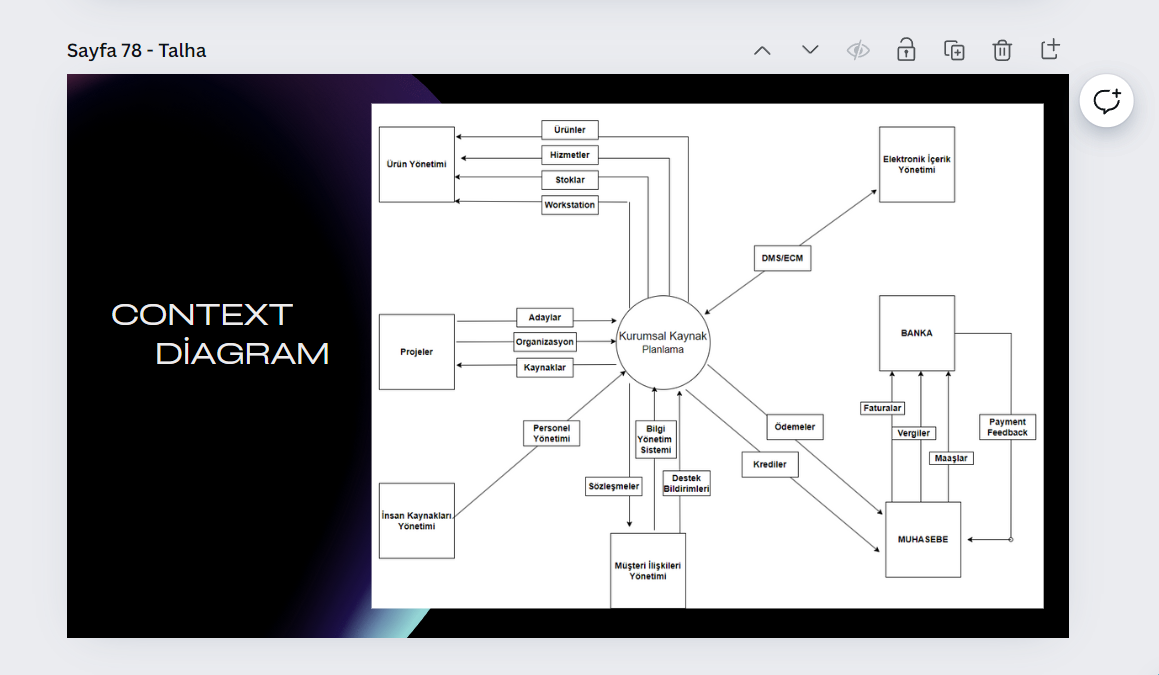 Sayfa 78 - Talha
CONTEXT
DİAGRAM
Ürün Yönetimi
Ürünler
Hizmetler
Stoklar
Workstation
Elektronik İçerik
Yönetimi
DMS/ECM
Projeler
Adaylar
Organizasyon
Kaynaklar
Kurumsal Kaynak
Planlama
BANKA
Faturalar
Vergiler
Maaşlar
Payment
Feedback
Personel
Yönetimi
Bilgi
Yönetim
Sistemi
Ödemeler
Krediler
Sözleşmeler
Destek
Bildirimleri
İnsan Kaynakları
Yönetimi
Müşteri İlişkileri
Yönetimi
MUHASEBE